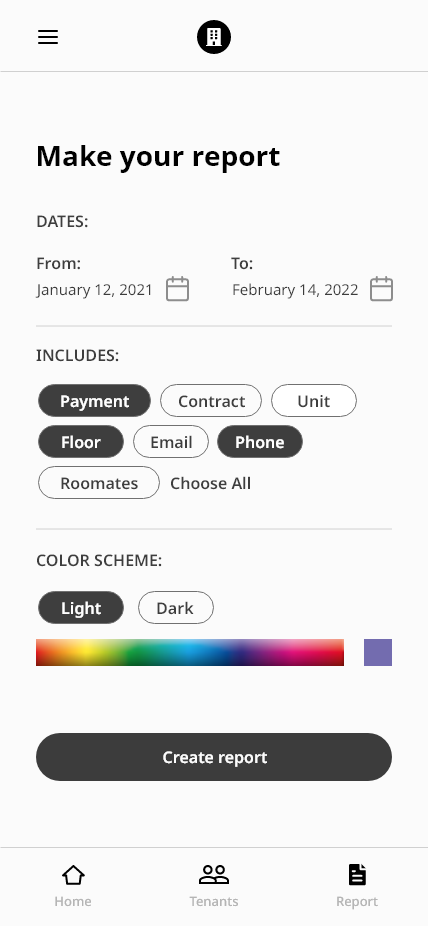 Make your report
DATES:
From: To:
January 12, 2021 February 14, 2022
INCLUDES:
Payment Contract Unit
Floor Email Phone
Roomates Choose All
COLOR SCHEME:
Light Dark
Create report
Home Tenants Report